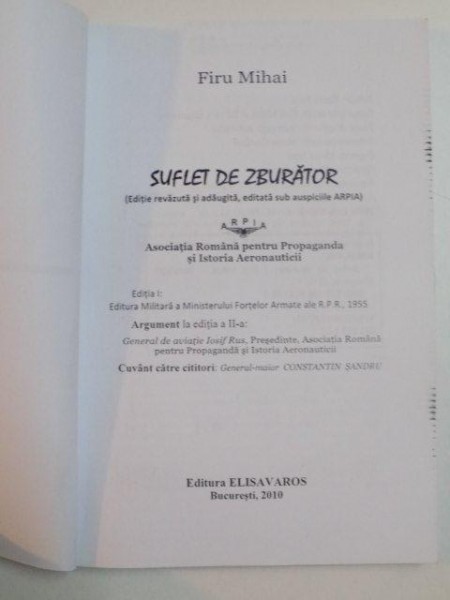 Firu Mihai
SUFLET DE ZBURĂTOR
(Ediție revăzută și adăugită, editată sub auspiciile ARPIA)
A R P I A
Asociația Română pentru Propaganda
și Istoria Aeronauticii
Ediția I:
Editura Militară a Ministerului Forțelor Armate ale R.P.R., 1955
Argument la ediția a II-a:
General de aviație Iosif Rus, Președinte, Asociația Română
pentru Propagandă și Istoria Aeronauticii
Cuvânt către cititori: General-maior CONSTANTIN ȘANDRU
Editura ELISAVAROS
București, 2010